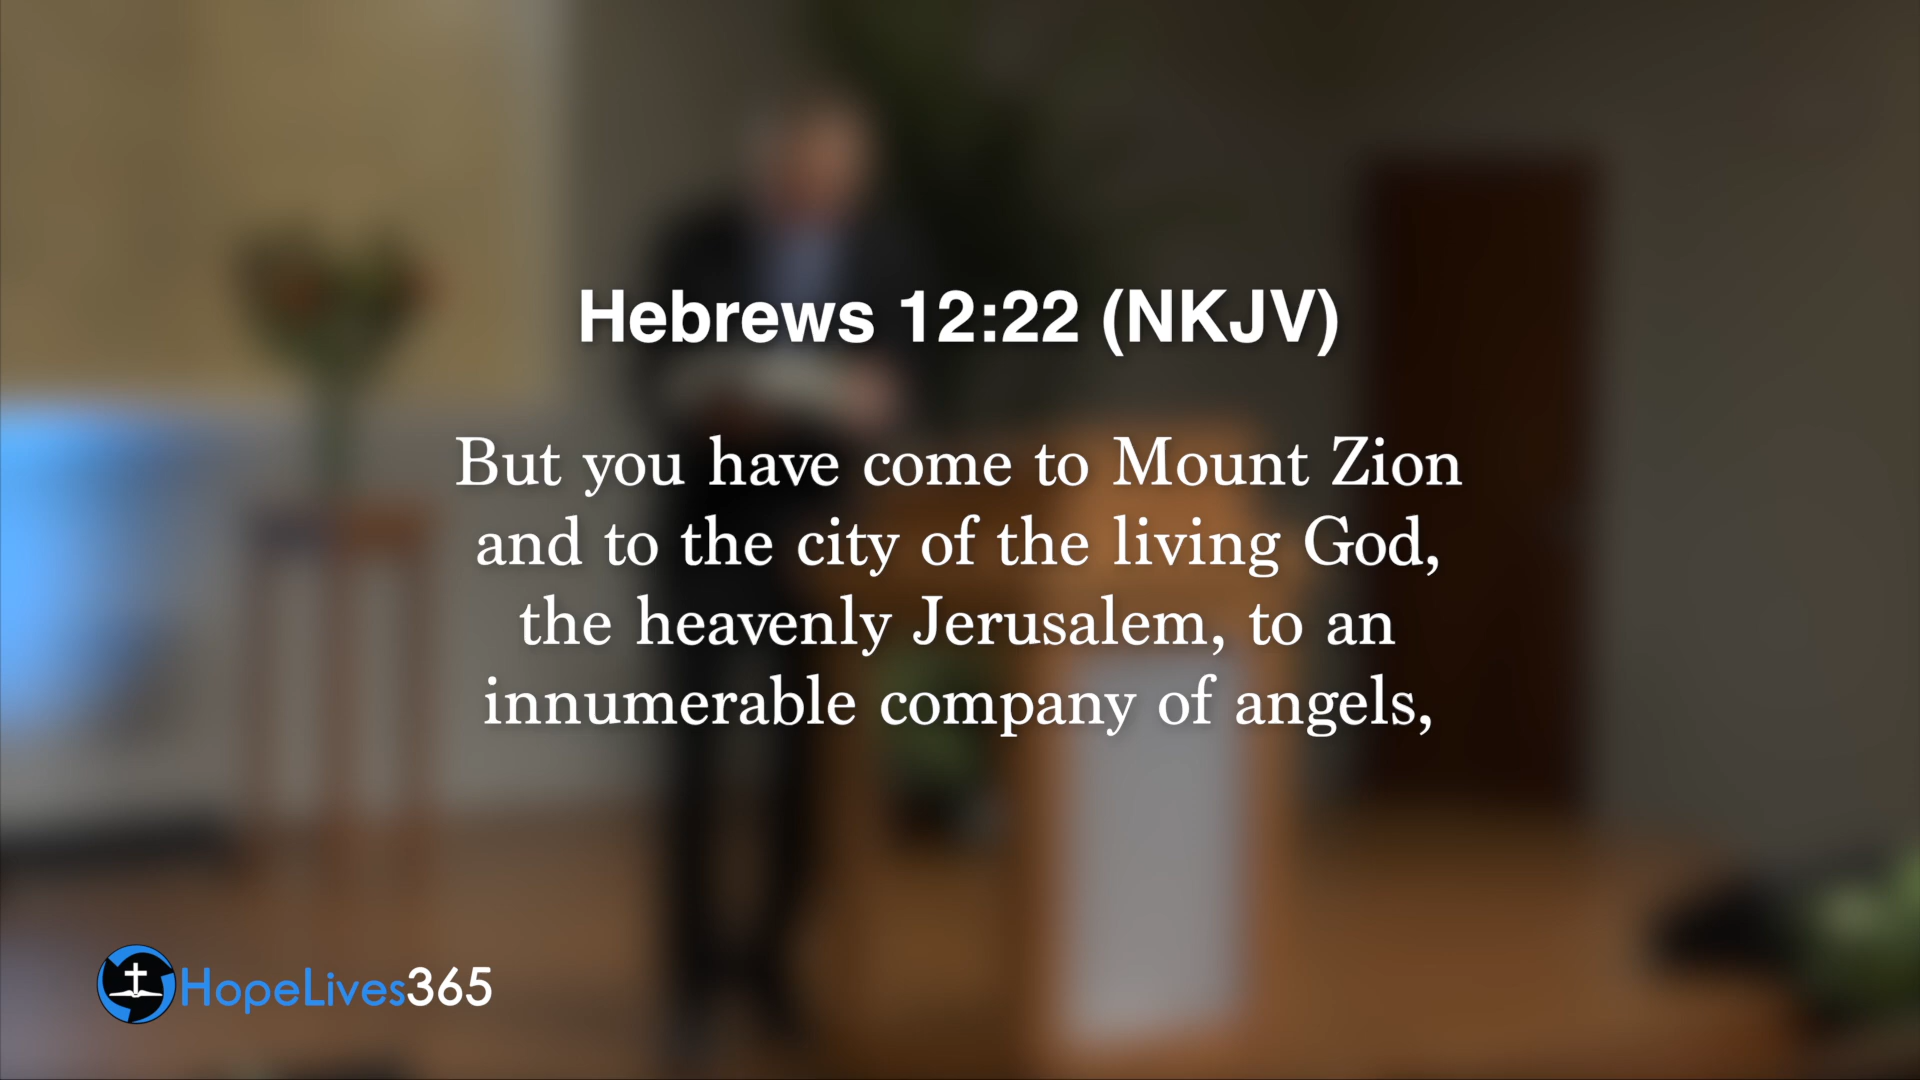 Hebrews 12:22 (NKJV)
But you have come to Mount Zion
and to the city of the living God,
the heavenly Jerusalem, to an
innumerable company of angels,
HopeLives365